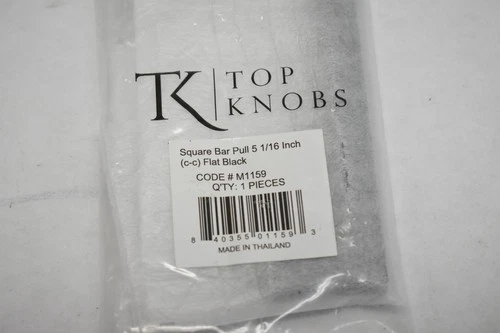 TK TOP
KNOBS
Square Bar Pull 5 1/16 Inch
(c-c) Flat Black
CODE # M1159
Q'TY: 1 PIECES
8 40355 01159 3
MADE IN THAILAND